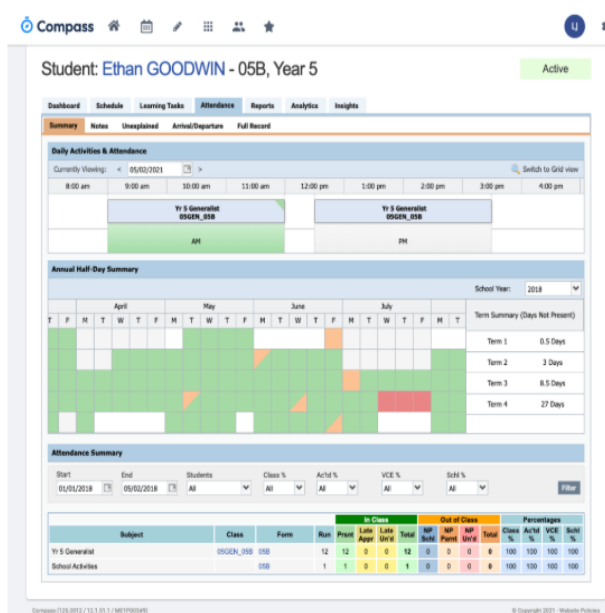 Compass
LJ
Student: Ethan GOODWIN - 05B, Year 5
Active
Dashboard Schedule Learning Tasks Attendance Reports Analytics Insights
Summary Notes Unexplained Arrival/Departure Full Record
Daily Activities & Attendance
Currently Viewing: < 05/02/2021 > Switch to Grid view
8:00 am 9:00 am 10:00 am 11:00 am 12:00 pm 1:00 pm 2:00 pm 3:00 pm 4:00 pm
Yr 5 Generalist Yr 5 Generalist
05GEN_05B 05GEN_05B
AM PM
Annual Half-Day Summary
School Year: 2018
April May June July
T F M T W T F M T W T F M T W T F M T W T F M T
Term Summary (Days Not Present)
Term 1 0.5 Days
Term 2 3 Days
Term 3 8.5 Days
Term 4 27 Days
Attendance Summary
Start End Students Class % Ac'td % VCE % Schl %
01/01/2018 05/02/2018 All All All All All Filter
In Class Out of Class Percentages
Subject Class Form Run Prsnt Late Appr Late Un'd Total NP Schl NP Parnt NP Un'd Total Class % Ac'td % VCE % Schl %
Yr 5 Generalist 05GEN_05B 05B 12 12 0 0 12 0 0 0 0 100 100 100 100
School Activities 05B 1 1 0 0 1 0 0 0 0 100 100 100 100
© Copyright 2021 - Website Policies